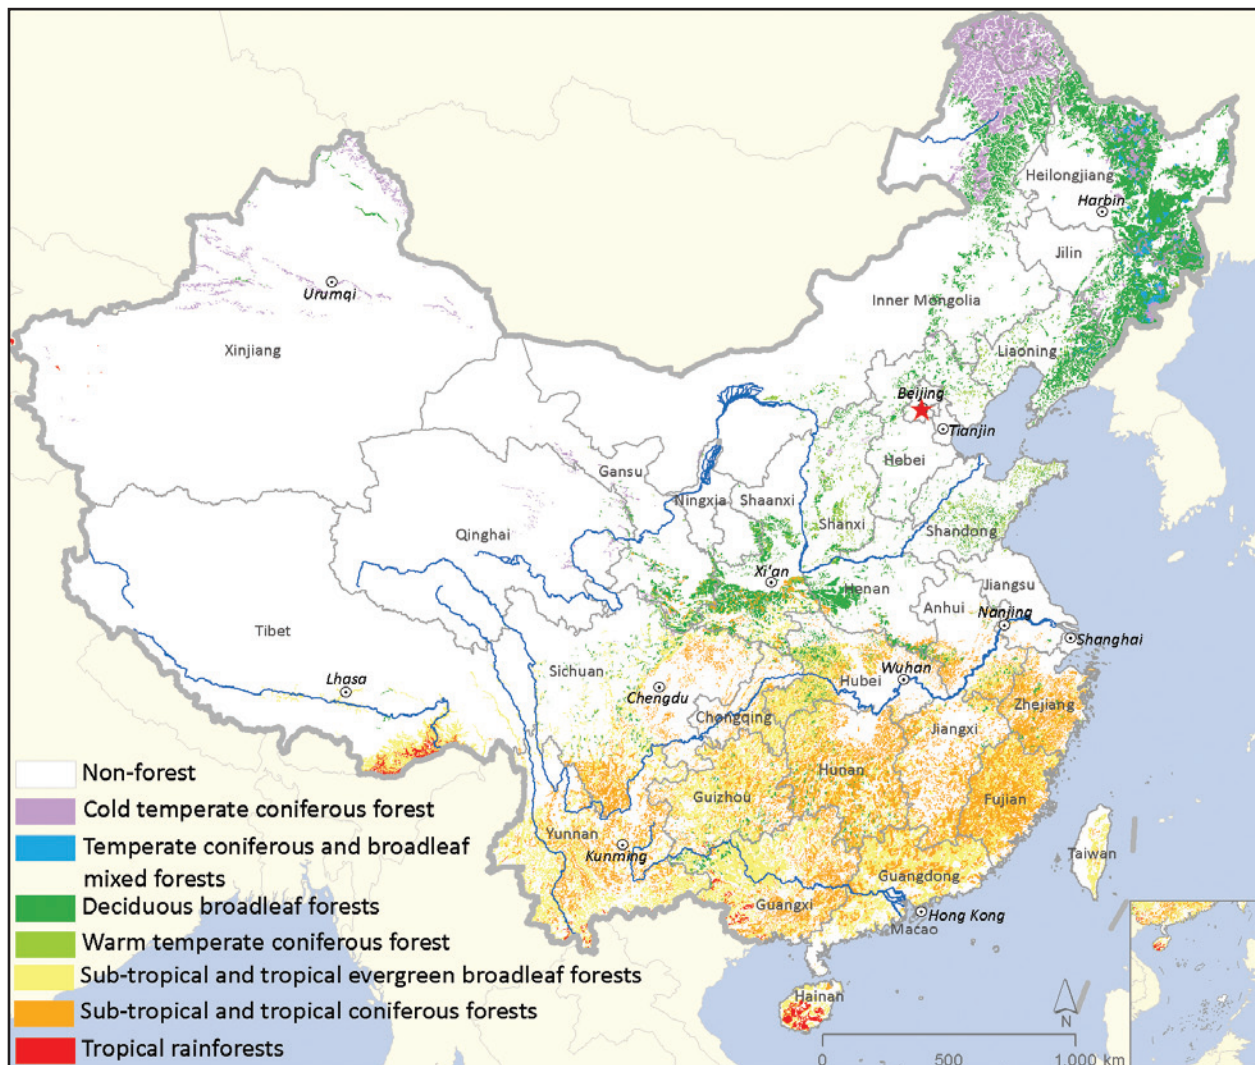 Heilongjiang
Harbin
Jilin
Urumqi
Inner Mongolia
Xinjiang
Liaoning
Beijing
Tianjin
Hebei
Gansu
Ningxia
Shaanxi
Shanxi
Shandong
Qinghai
Xi'an
Henan
Jiangsu
Anhui
Nanjing
Shanghai
Tibet
Sichuan
Lhasa
Chengdu
Hubei
Wuhan
Chongqing
Zhejiang
Jiangxi
Hunan
Guizhou
Fujian
Yunnan
Kunming
Taiwan
Guangdong
Guangxi
Hong Kong
Macao
Hainan
Non-forest
Cold temperate coniferous forest
Temperate coniferous and broadleaf
mixed forests
Deciduous broadleaf forests
Warm temperate coniferous forest
Sub-tropical and tropical evergreen broadleaf forests
Sub-tropical and tropical coniferous forests
Tropical rainforests
N
0 500 1,000 km